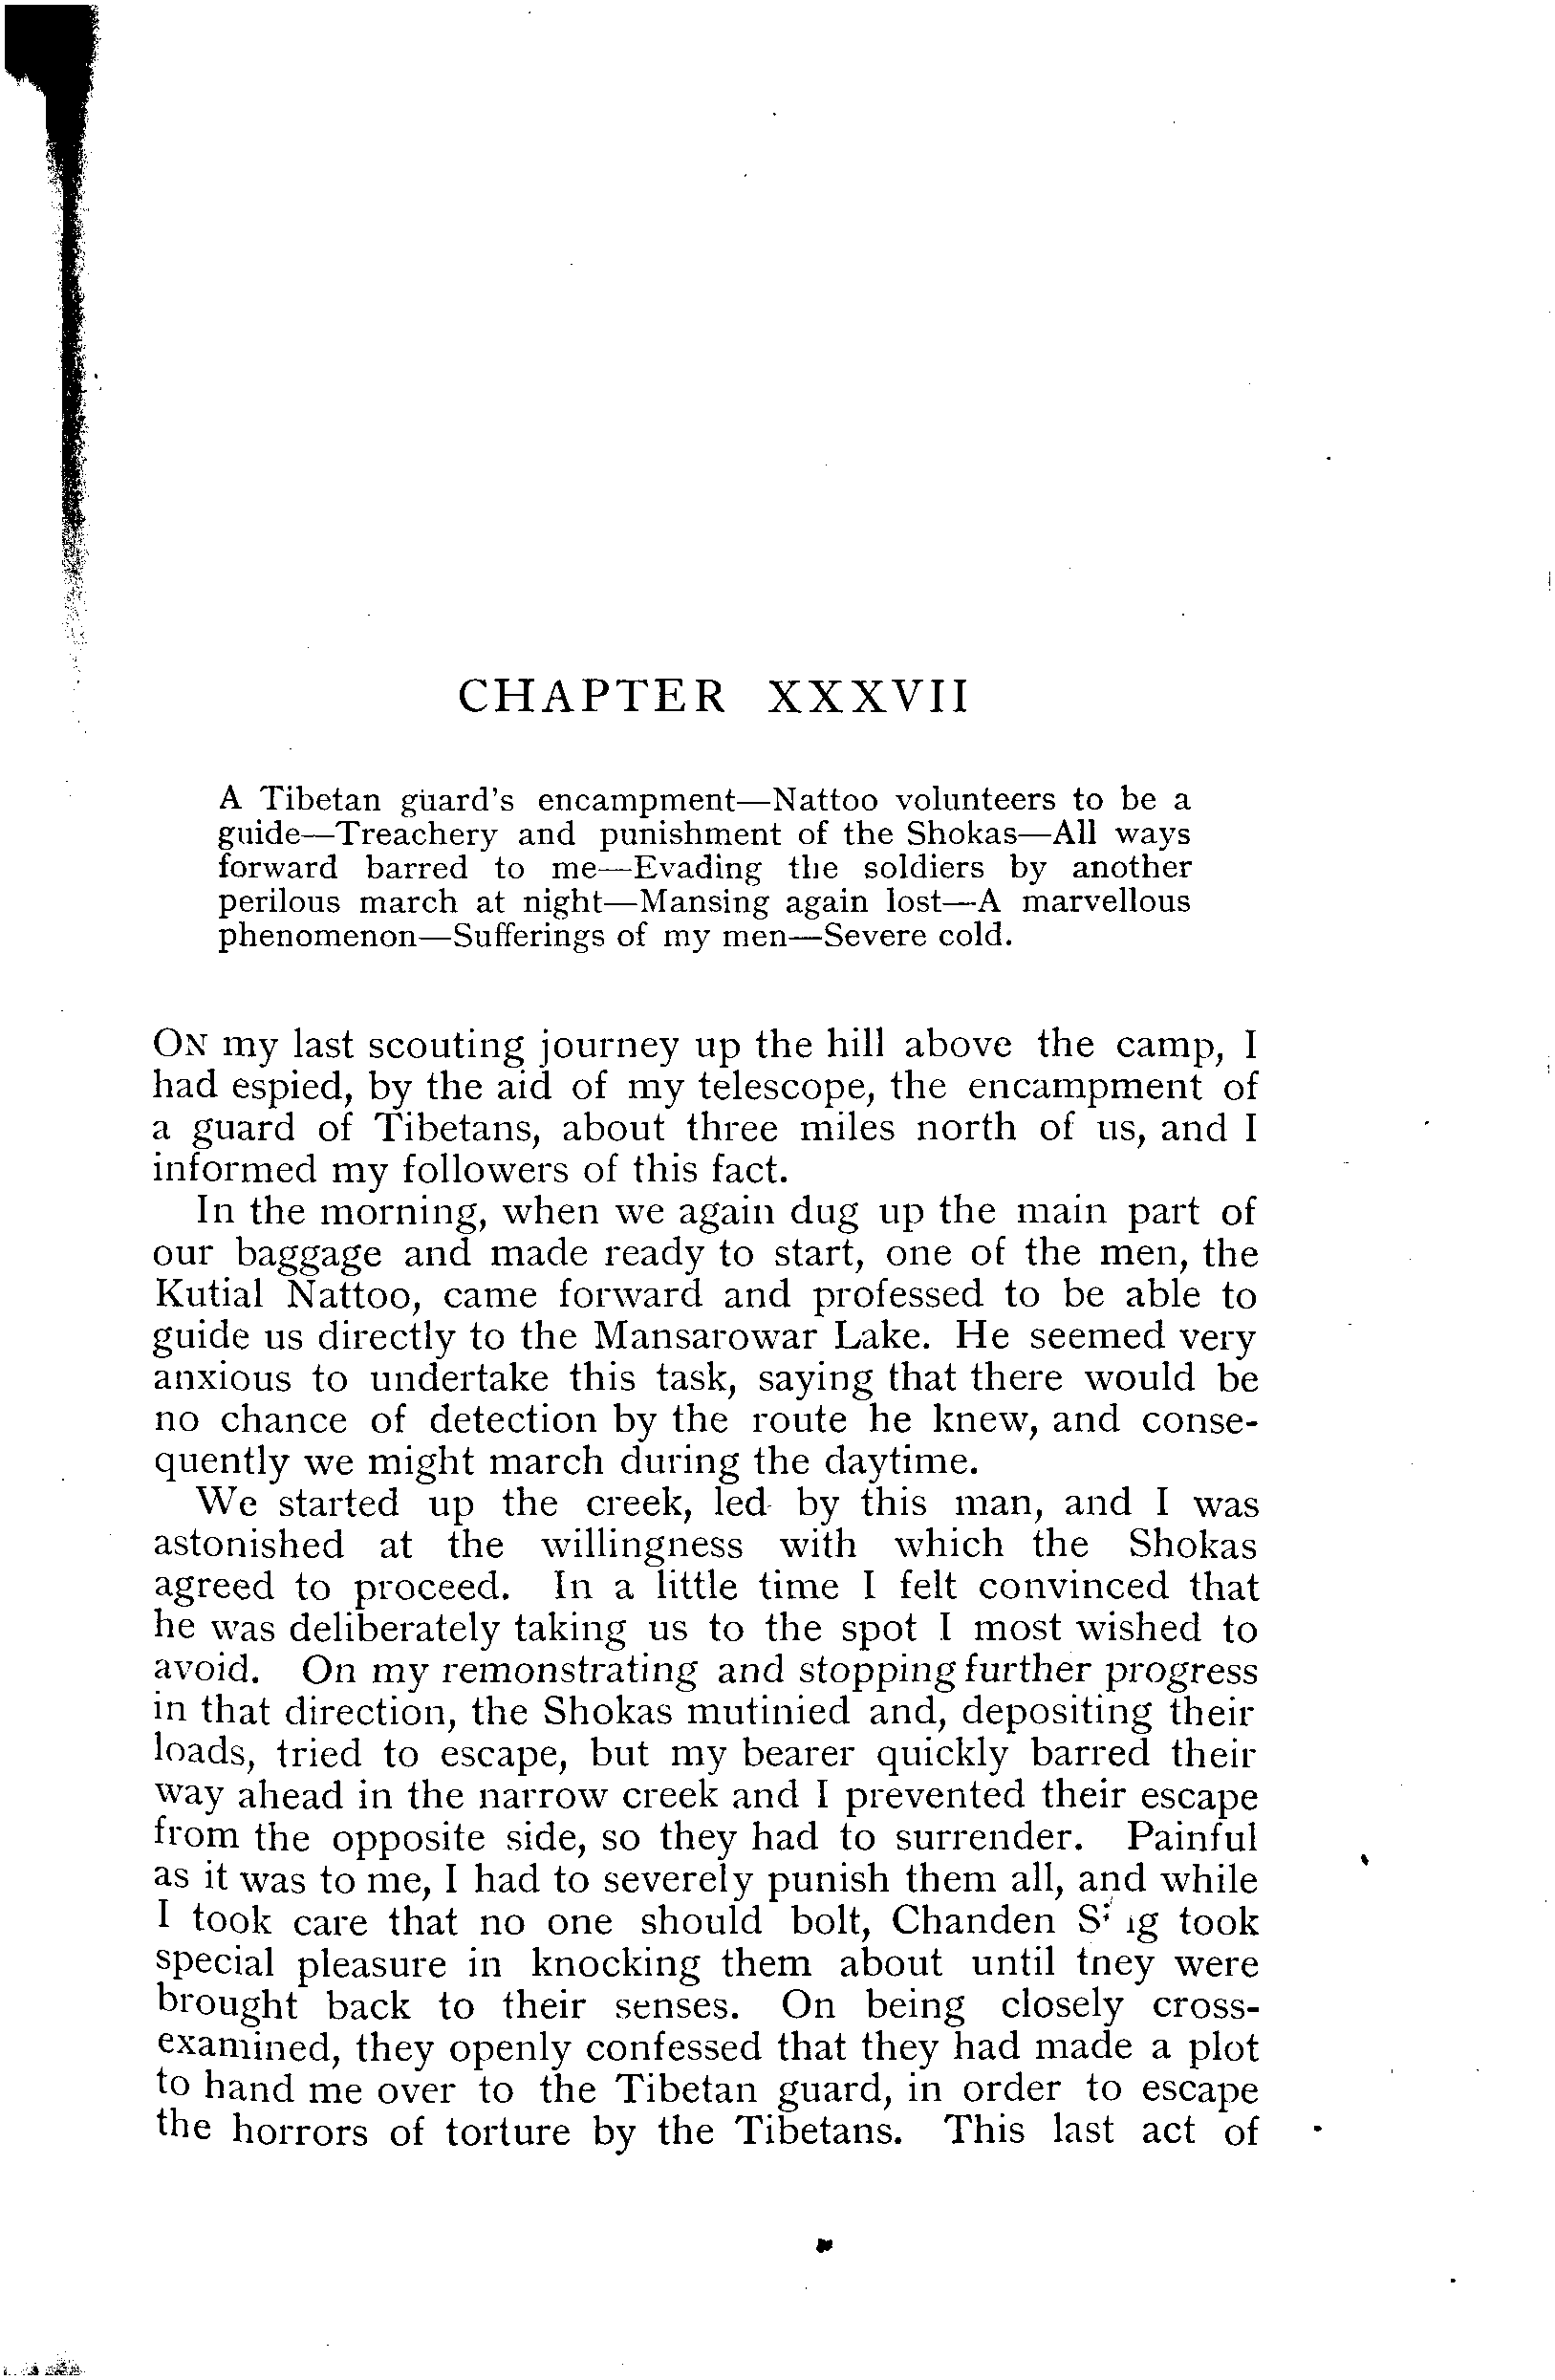 CHAPTER XXXVII
A Tibetan guard's encampment—Nattoo volunteers to be a
guide—Treachery and punishment of the Shokas—All ways
forward barred to me—Evading the soldiers by another
perilous march at night—Mansing again lost—A marvellous
phenomenon—Sufferings of my men—Severe cold.
ON my last scouting journey up the hill above the camp, I
had espied, by the aid of my telescope, the encampment of
a guard of Tibetans, about three miles north of us, and I
informed my followers of this fact.
In the morning, when we again dug up the main part of
our baggage and made ready to start, one of the men, the
Kutial Nattoo, came forward and professed to be able to
guide us directly to the Mansarowar Lake. He seemed very
anxious to undertake this task, saying that there would be
no chance of detection by the route he knew, and conse-
quently we might march during the daytime.
We started up the creek, led by this man, and I was
astonished at the willingness with which the Shokas
agreed to proceed. In a little time I felt convinced that
he was deliberately taking us to the spot I most wished to
avoid. On my remonstrating and stopping further progress
in that direction, the Shokas mutinied and, depositing their
loads, tried to escape, but my bearer quickly barred their
way ahead in the narrow creek and I prevented their escape
from the opposite side, so they had to surrender. Painful
as it was to me, I had to severely punish them all, and while
I took care that no one should bolt, Chanden took
special pleasure in knocking them about until they were
brought back to their senses. On being closely cross-
examined, they openly confessed that they had made a plot
to hand me over to the Tibetan guard, in order to escape
the horrors of torture by the Tibetans. This last act of